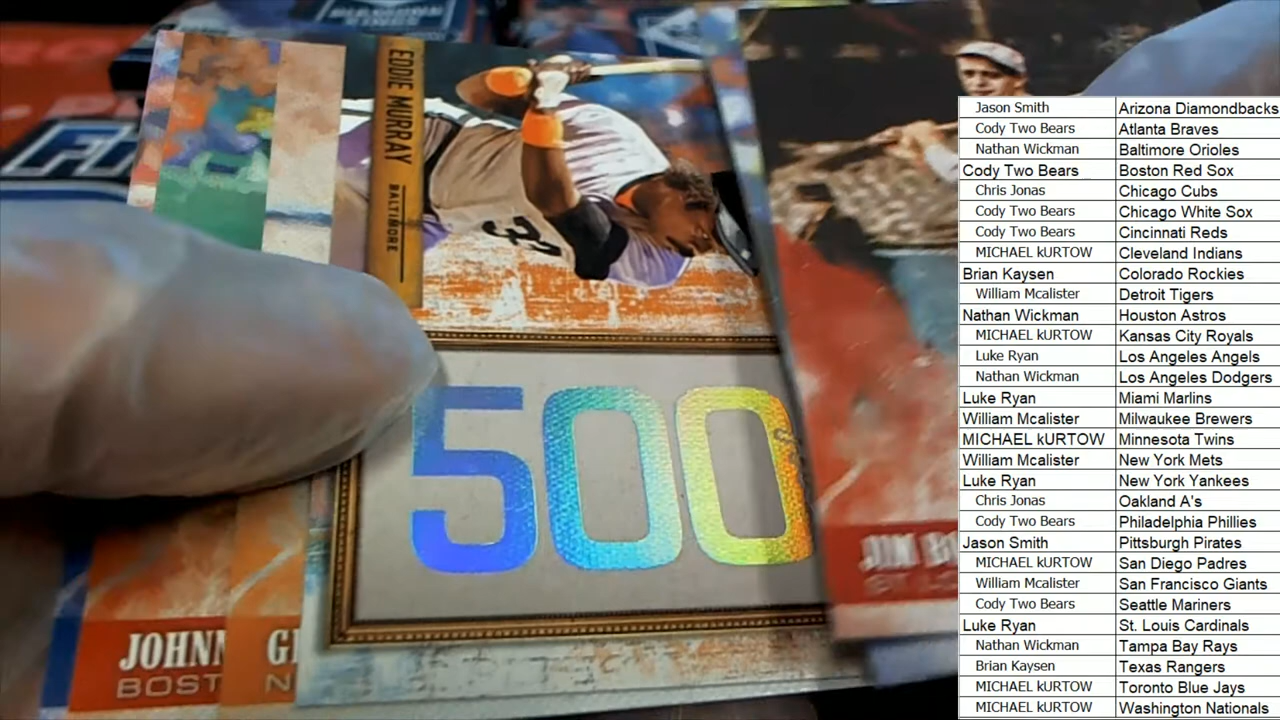 EDDIE MURRAY
BALTIMORE
33
500
JOHNN
BOST
JIM BO
ST LO
Jason Smith Arizona Diamondbacks
Cody Two Bears Atlanta Braves
Nathan Wickman Baltimore Orioles
Cody Two Bears Boston Red Sox
Chris Jonas Chicago Cubs
Cody Two Bears Chicago White Sox
Cody Two Bears Cincinnati Reds
MICHAEL kURTOW Cleveland Indians
Brian Kaysen Colorado Rockies
William Mcalister Detroit Tigers
Nathan Wickman Houston Astros
MICHAEL kURTOW Kansas City Royals
Luke Ryan Los Angeles Angels
Nathan Wickman Los Angeles Dodgers
Luke Ryan Miami Marlins
William Mcalister Milwaukee Brewers
MICHAEL kURTOW Minnesota Twins
William Mcalister New York Mets
Luke Ryan New York Yankees
Chris Jonas Oakland A's
Cody Two Bears Philadelphia Phillies
Jason Smith Pittsburgh Pirates
MICHAEL kURTOW San Diego Padres
William Mcalister San Francisco Giants
Cody Two Bears Seattle Mariners
Luke Ryan St. Louis Cardinals
Nathan Wickman Tampa Bay Rays
Brian Kaysen Texas Rangers
MICHAEL kURTOW Toronto Blue Jays
MICHAEL kURTOW Washington Nationals